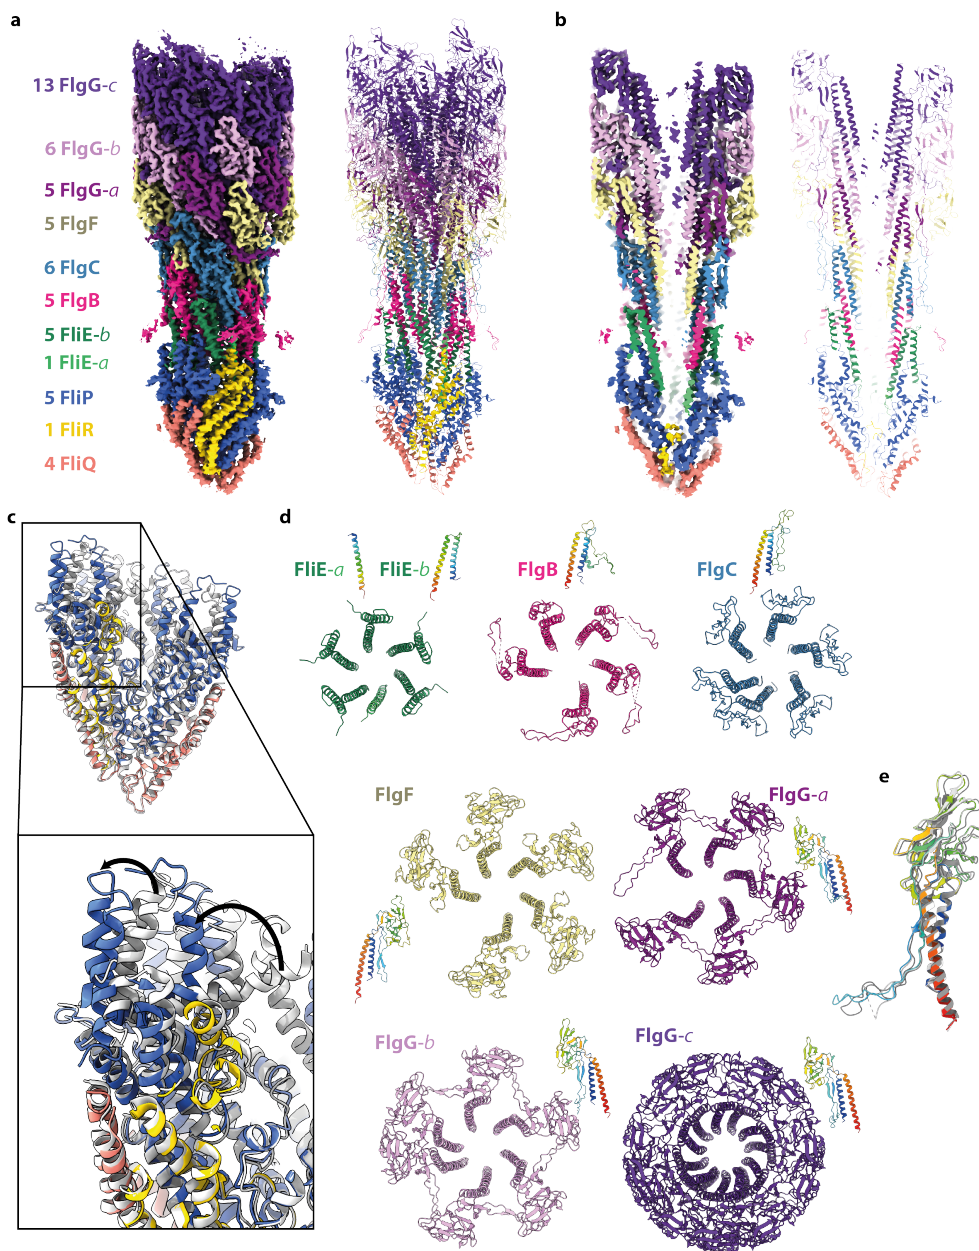 a
b
13 FlgG-c
6 FlgG-b
5 FlgG-a
5 FlgF
6 FlgC
5 FlgB
5 FliE-b
1 FliE-a
5 FliP
1 FliR
4 FliQ
c
d
FliE-a FliE-b
FlgB
FlgC
FlgF
FlgG-a
e
FlgG-b
FlgG-c